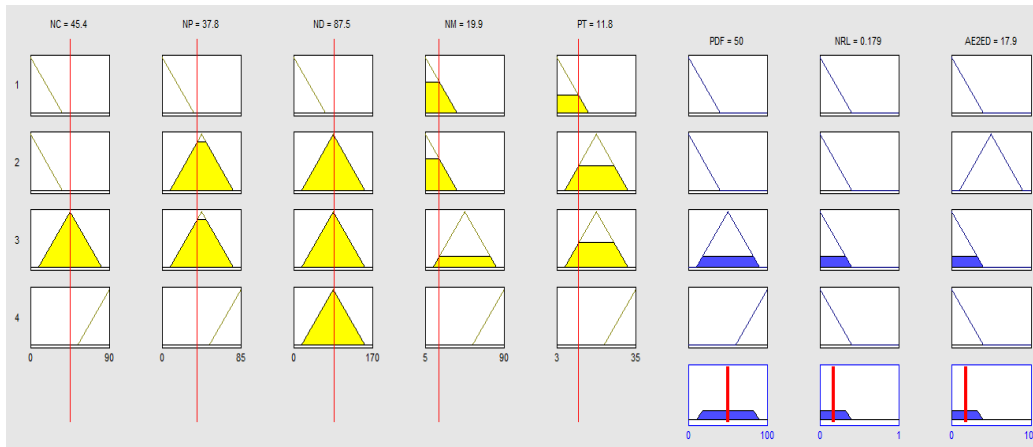 NC = 45.4 NP = 37.8 ND = 87.5 NM = 19.9 PT = 11.8
PDF = 50 NRL = 0.179 AE2ED = 17.9
1
2
3
4
0 90 0 85 0 170 5 90 3 35
0 100 0 1 0 10